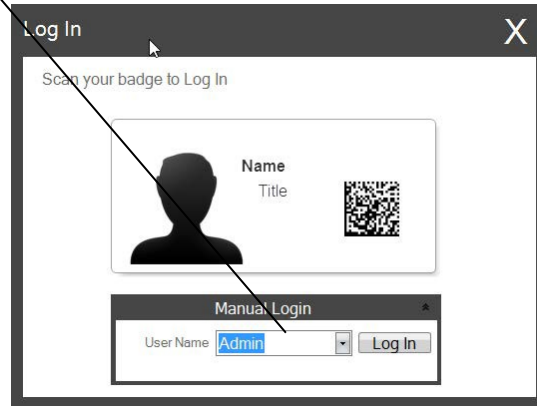 Log In X
Scan your badge to Log In
Name
Title
Manual Login
User Name Admin Log In